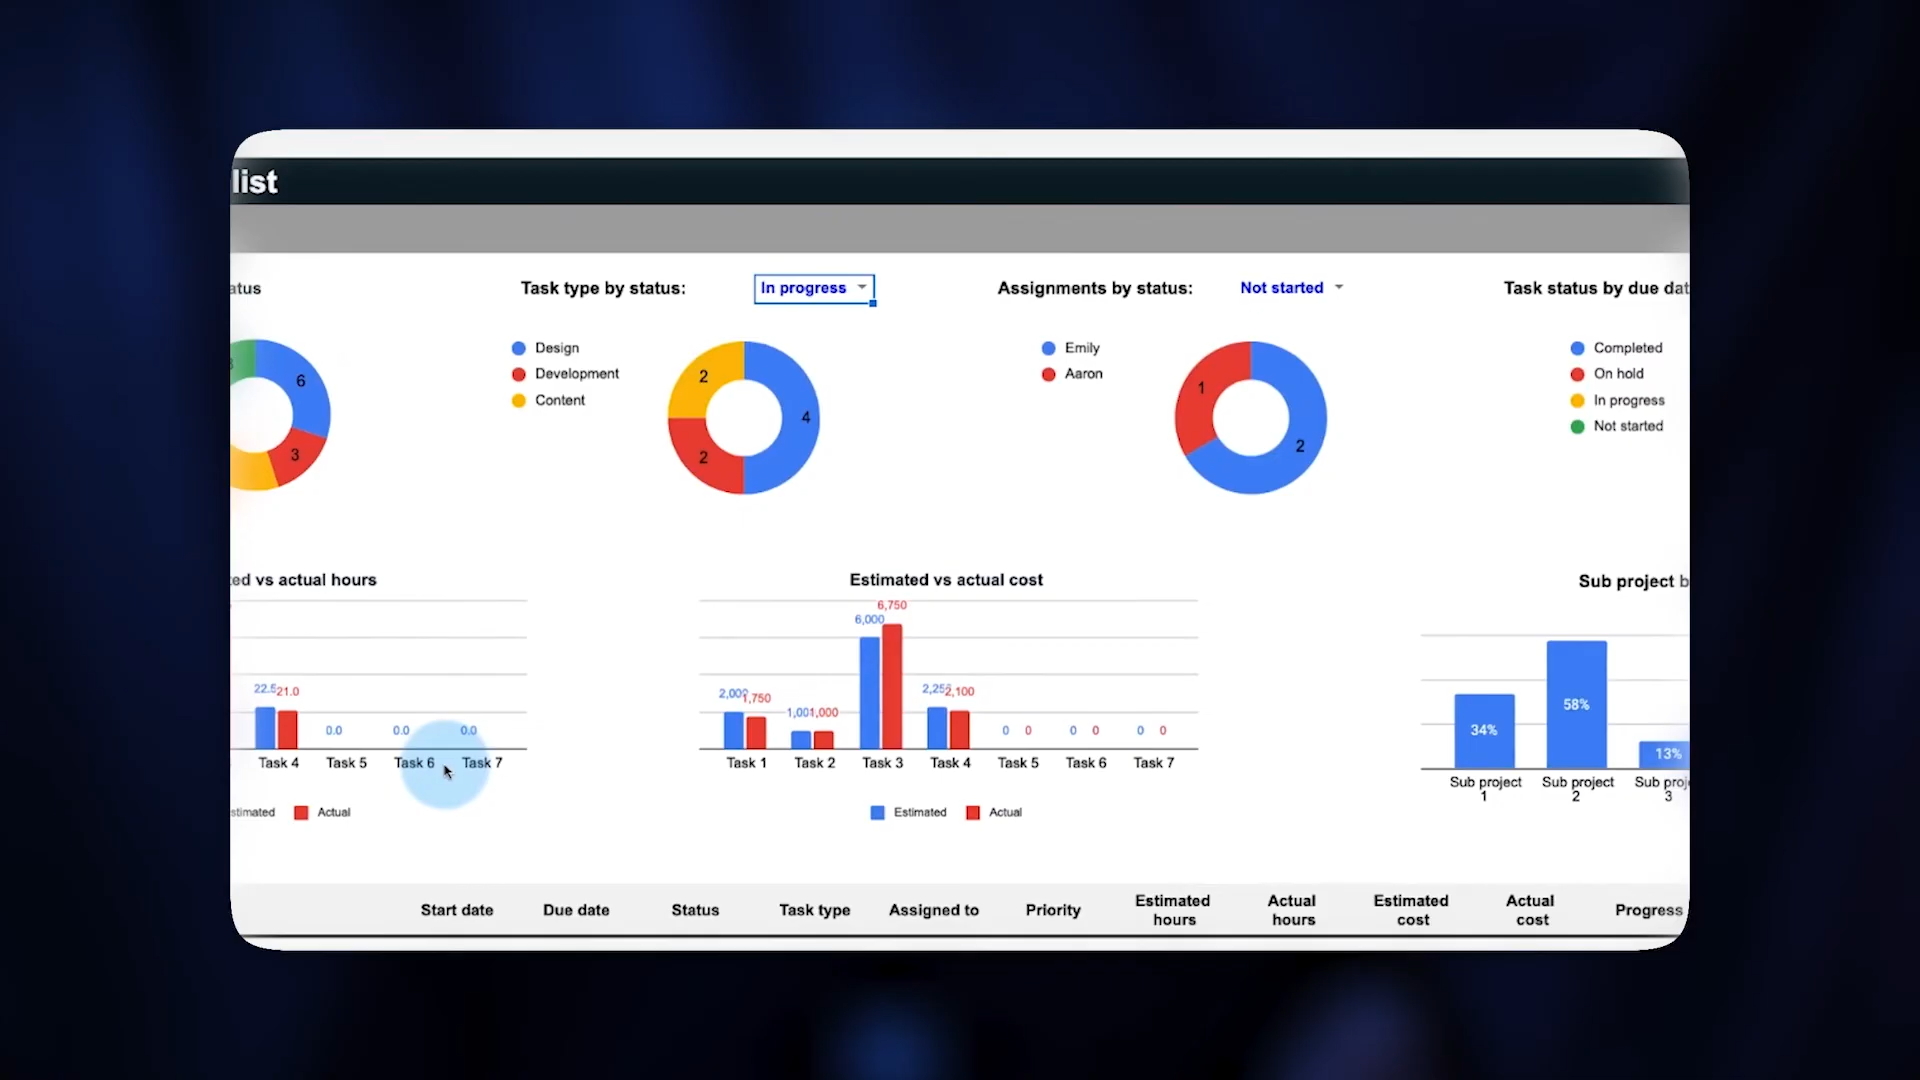 list
atus
Task type by status:
In progress
Assignments by status:
Not started
Task status by due dat
6
3
Design
Development
Content
2
4
2
Emily
Aaron
1
2
Completed
On hold
In progress
Not started
ed vs actual hours
21.0
0.0
0.0
0.0
Task 4
Task 5
Task 6
Task 7
stimated
Actual
Estimated vs actual cost
6,750
6,000
1,750
1,000
2,100
0
0
0
0
0
0
Task 1
Task 2
Task 3
Task 4
Task 5
Task 6
Task 7
Estimated
Actual
Sub project b
34%
58%
13%
Sub project 1
Sub project 2
Sub proj 3
Start date
Due date
Status
Task type
Assigned to
Priority
Estimated hours
Actual hours
Estimated cost
Actual cost
Progress